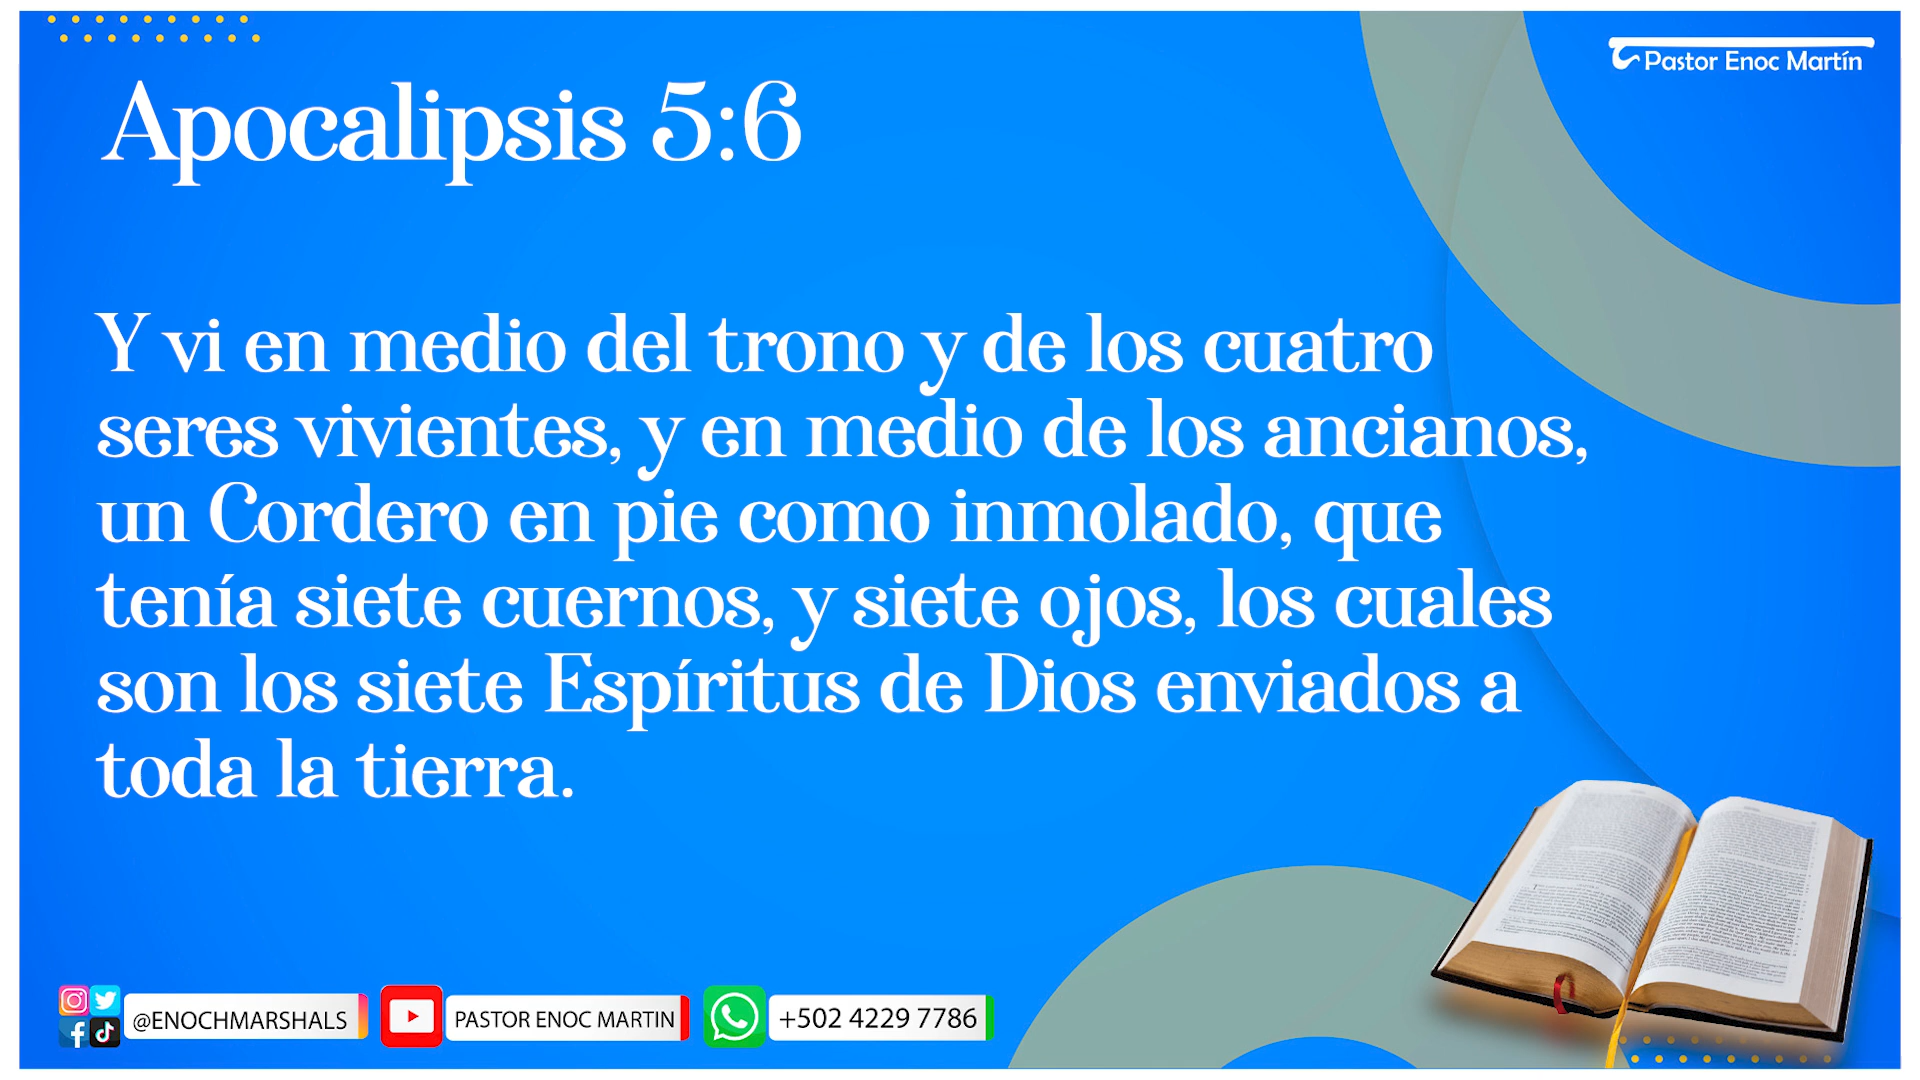 Pastor Enoc Martín
Apocalipsis 5:6
Y vi en medio del trono y de los cuatro
seres vivientes, y en medio de los ancianos,
un Cordero en pie como inmolado, que
tenía siete cuernos, y siete ojos, los cuales
son los siete Espíritus de Dios enviados a
toda la tierra.
@ENOCHMARSHALS
PASTOR ENOC MARTIN
+502 4229 7786